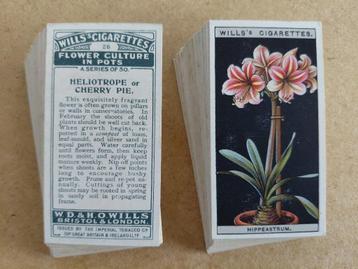 WILLS'S CIGARETTES
26
FLOWER CULTURE
IN POTS
A SERIES OF 50.
HELIOTROPE or
CHERRY PIE.
This exquisitely fragrant
flower is often grown on pillars
or walls in conservatories. In
February the shoots of old
plants should be well cut back.
When growth begins, re-
potted in a compost of loam,
leaf-mould, and silver sand in
equal parts. Water carefully
until flowers form, then keep
roots moist, and apply liquid
manure weekly. Nip off points
when shoots are a few inches
long to encourage bushy
growth. Prune and re-pot an-
nually. Cuttings of young
shoots may be rooted in spring
in sandy soil in propagating
frame.
W.D.& H.O.WILLS
BRISTOL & LONDON.
ISSUED BY THE IMPERIAL TOBACCO CO
(OF GREAT BRITAIN & IRELAND), LTD
WILLS'S CIGARETTES.
HIPPEASTRUM.